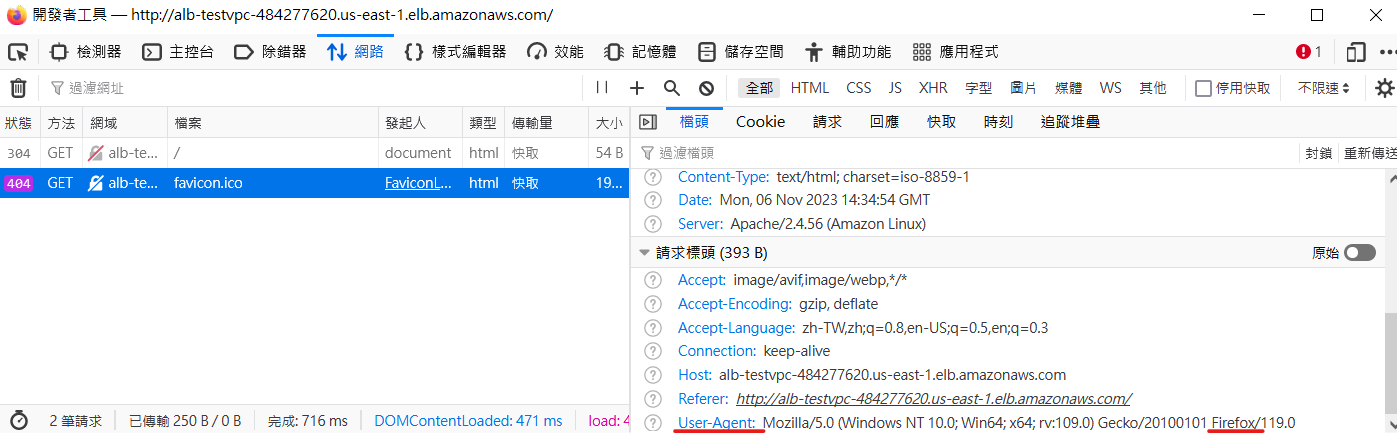 開發者工具 — http://alb-testvpc-484277620.us-east-1.elb.amazonaws.com/
檢測器 主控台 除錯器 網路 樣式編輯器 效能 記憶體 儲存空間 輔助功能 應用程式 1
過濾網址 全部 HTML CSS JS XHR 字型 圖片 媒體 WS 其他 停用快取 不限速
狀態 方法 網域 檔案 發起人 類型 傳輸量 大小
304 GET alb-te... / document html 快取 54 B
404 GET alb-te... favicon.ico FaviconL... html 快取 19...
2 筆請求 已傳輸 250 B / 0 B 完成: 716 ms DOMContentLoaded: 471 ms load: 4
檔頭 Cookie 請求 回應 快取 時刻 追蹤堆疊
過濾檔頭 封鎖 重新傳送
Content-Type: text/html; charset=iso-8859-1
Date: Mon, 06 Nov 2023 14:34:54 GMT
Server: Apache/2.4.56 (Amazon Linux)
請求標頭 (393 B) 原始
Accept: image/avif,image/webp,*/*
Accept-Encoding: gzip, deflate
Accept-Language: zh-TW,zh;q=0.8,en-US;q=0.5,en;q=0.3
Connection: keep-alive
Host: alb-testvpc-484277620.us-east-1.elb.amazonaws.com
Referer: http://alb-testvpc-484277620.us-east-1.elb.amazonaws.com/
User-Agent: Mozilla/5.0 (Windows NT 10.0; Win64; x64; rv:109.0) Gecko/20100101 Firefox/119.0